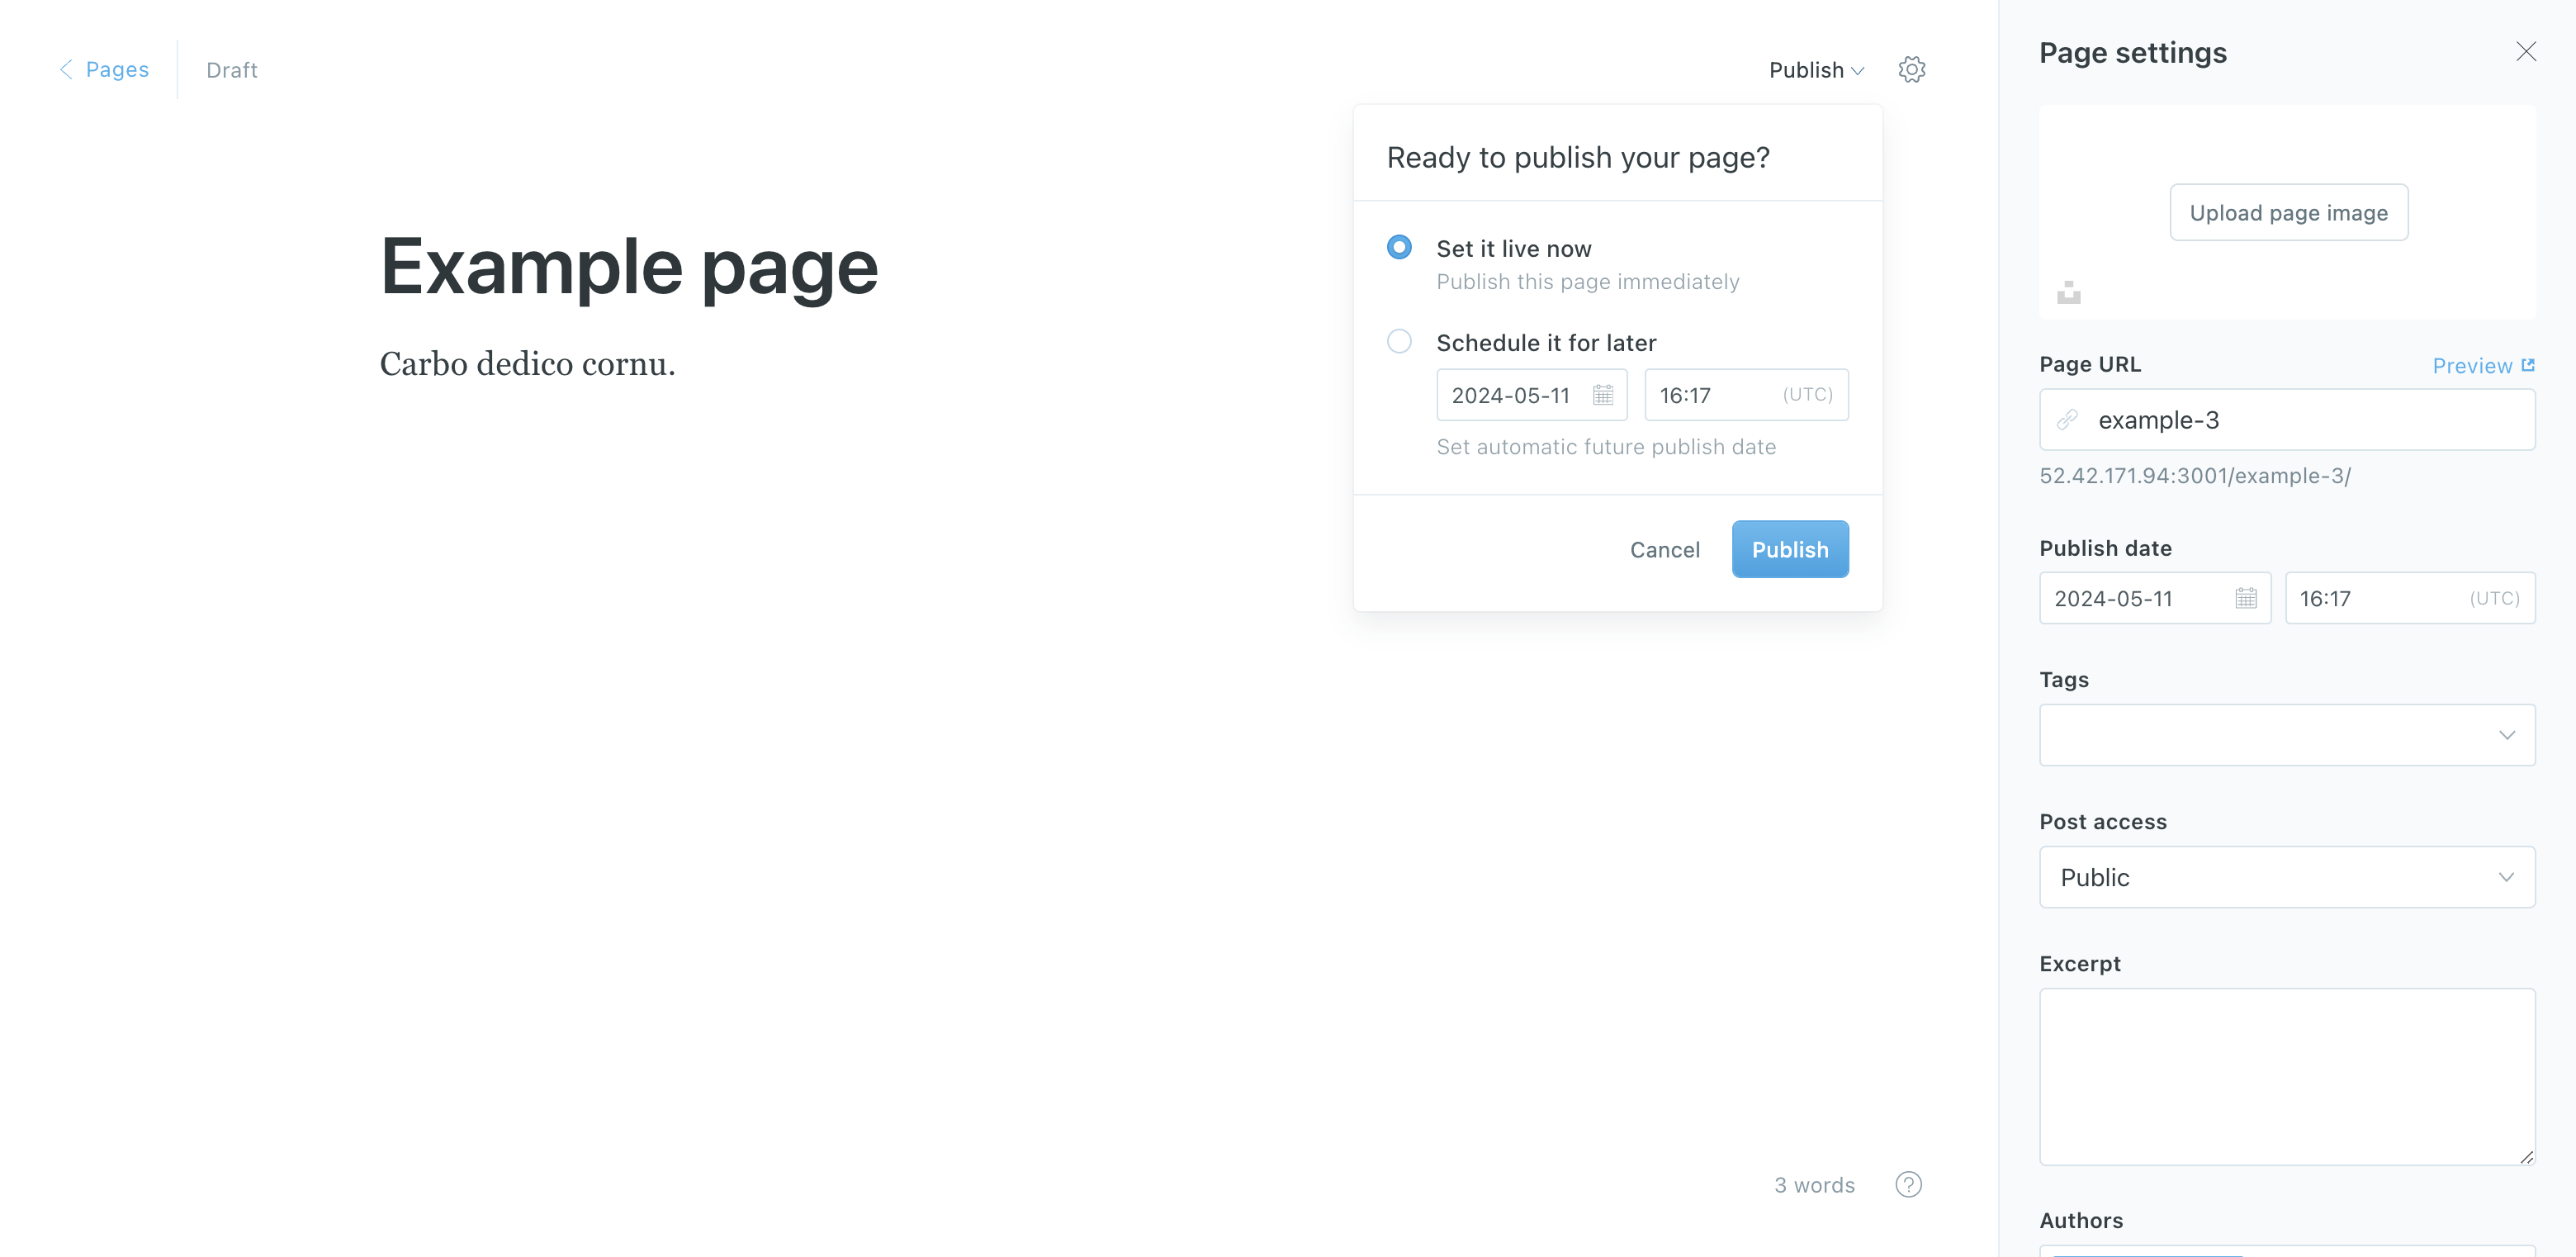 Pages
Draft
Publish
Example page
Carbo dedico cornu.
Ready to publish your page?
Set it live now
Publish this page immediately
Schedule it for later
2024-05-11
16:17 (UTC)
Set automatic future publish date
Cancel
Publish
3 words
?
Page settings
Upload page image
Page URL
Preview
example-3
52.42.171.94:3001/example-3/
Publish date
2024-05-11
16:17 (UTC)
Tags
Post access
Public
Excerpt
Authors